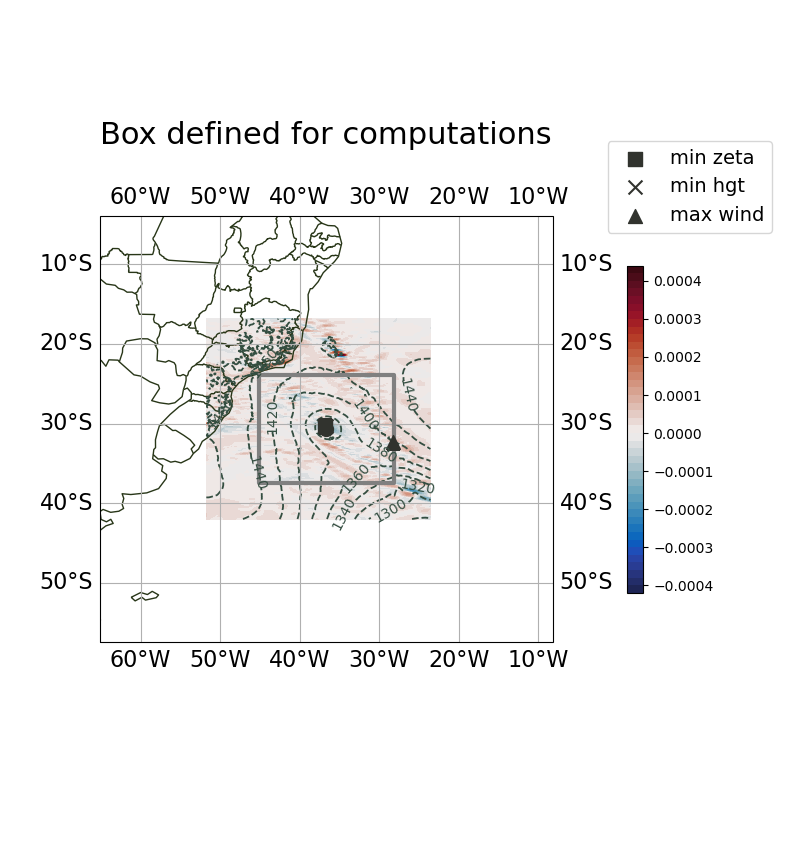 Box defined for computations
min zeta
min hgt
max wind
60°W 50°W 40°W 30°W 20°W 10°W
10°S 10°S
20°S 20°S
30°S 30°S
40°S 40°S
50°S 50°S
60°W 50°W 40°W 30°W 20°W 10°W
1440
1400
1420
1380
1440
1360
1320
1340
1300
0.0004
0.0003
0.0002
0.0001
0.0000
−0.0001
−0.0002
−0.0003
−0.0004